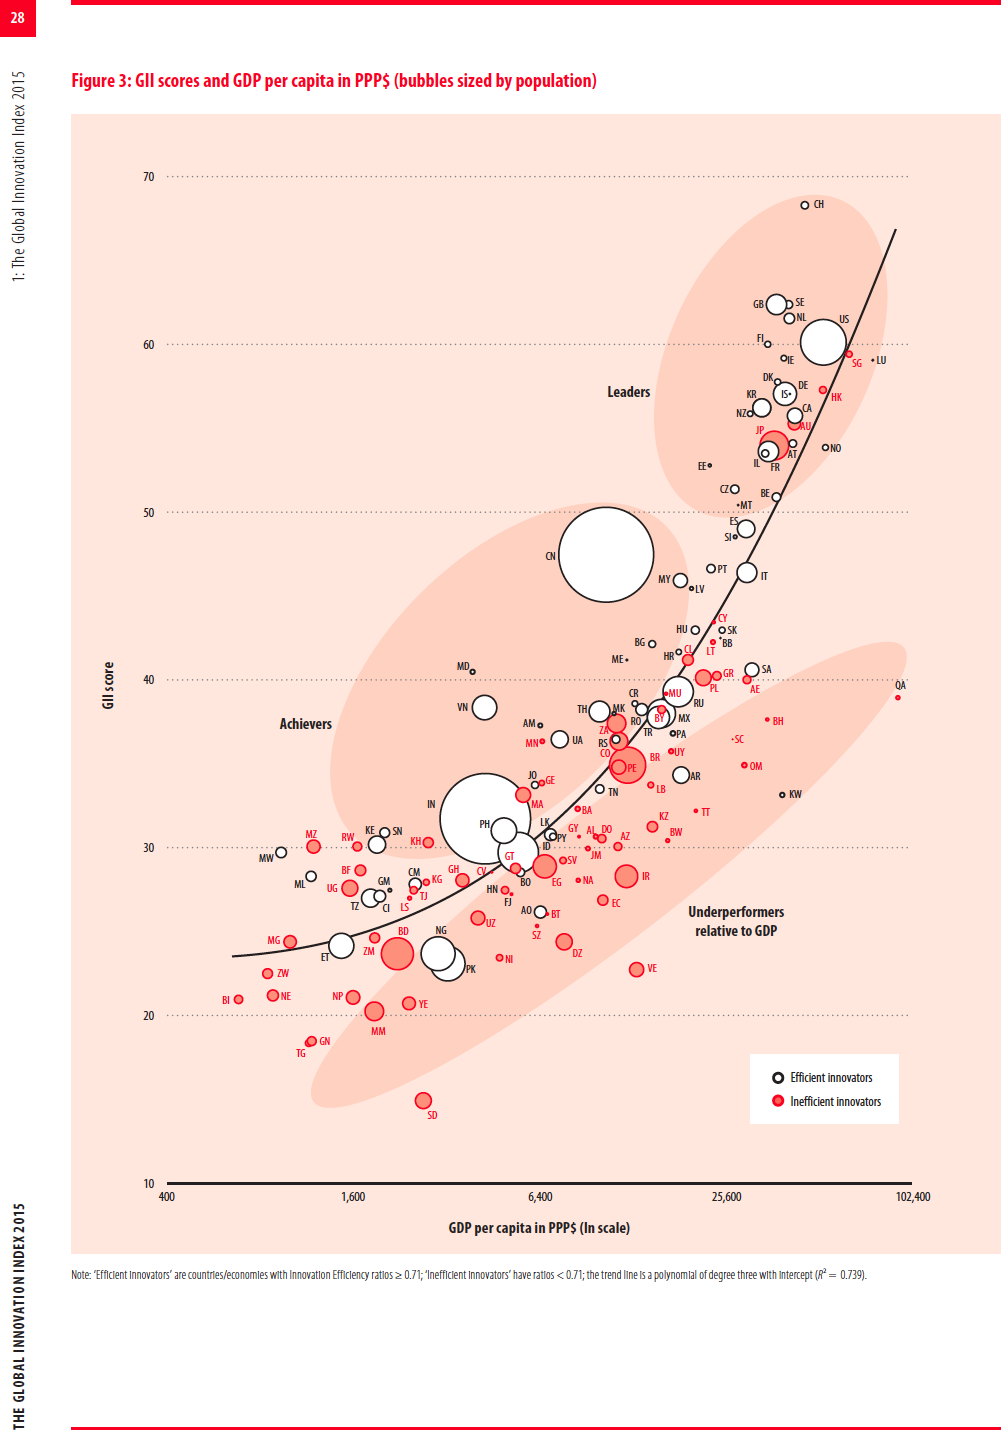 28
1: The Global Innovation Index 2015
THE GLOBAL INNOVATION INDEX 2015
Figure 3: GII scores and GDP per capita in PPP$ (bubbles sized by population)
70
CH
GB SE
NL US
60
FI
IE SG LU
DK DE
Leaders
KR IS HK
NZ CA
JP AU
AT NO
IL FR
EE
CZ BE
MT
50
ES
SI
CN
PT IT
MY
LV
CY
HU SK
BG BB
HR CL LT
ME
MD SA
GII score
40
GR
PL AE QA
CR MU
VN TH MK RU
RO BY MX
Achievers
AM ZA TR BH
MN UA RS PA SC
CO UY
BR
PE OM
JO GE AR
TN LB KW
IN MA
BA TT
PH LK GY AL DO KZ
MZ RW KE SN PY AZ BW
KH ID
30
MW GT JM
SV
BF GH CV
ML CM KG BO EG NA IR
UG GM TJ HN
TZ CI LS FJ EC
AO BT
Underperformers
relative to GDP
UZ SZ
MG BD NG
ET ZM DZ
NI
ZW PK VE
BI NE NP YE
20
MM
GN
TG
SD
Efficient innovators
Inefficient innovators
10
400 1,600 6,400 25,600 102,400
GDP per capita in PPP$ (ln scale)
Note: ‘Efficient innovators’ are countries/economies with Innovation Efficiency ratios ≥ 0.71; ‘Inefficient innovators’ have ratios < 0.71; the trend line is a polynomial of degree three with intercept (R² = 0.739).